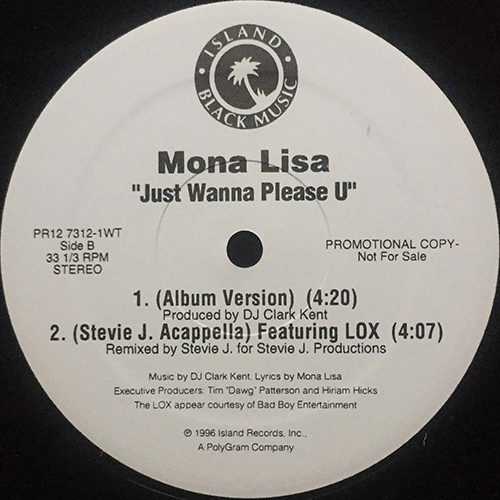 ISLAND
BLACK MUSIC
Mona Lisa
"Just Wanna Please U"
PR12 7312-1WT
Side B
33 1/3 RPM
STEREO
PROMOTIONAL COPY-
Not For Sale
1. (Album Version) (4:20)
Produced by DJ Clark Kent
2. (Stevie J. Acappella) Featuring LOX (4:07)
Remixed by Stevie J. for Stevie J. Productions
Music by DJ Clark Kent, Lyrics by Mona Lisa
Executive Producers: Tim "Dawg" Patterson and Hiriam Hicks
The LOX appear courtesy of Bad Boy Entertainment
℗ 1996 Island Records, Inc.,
A PolyGram Company